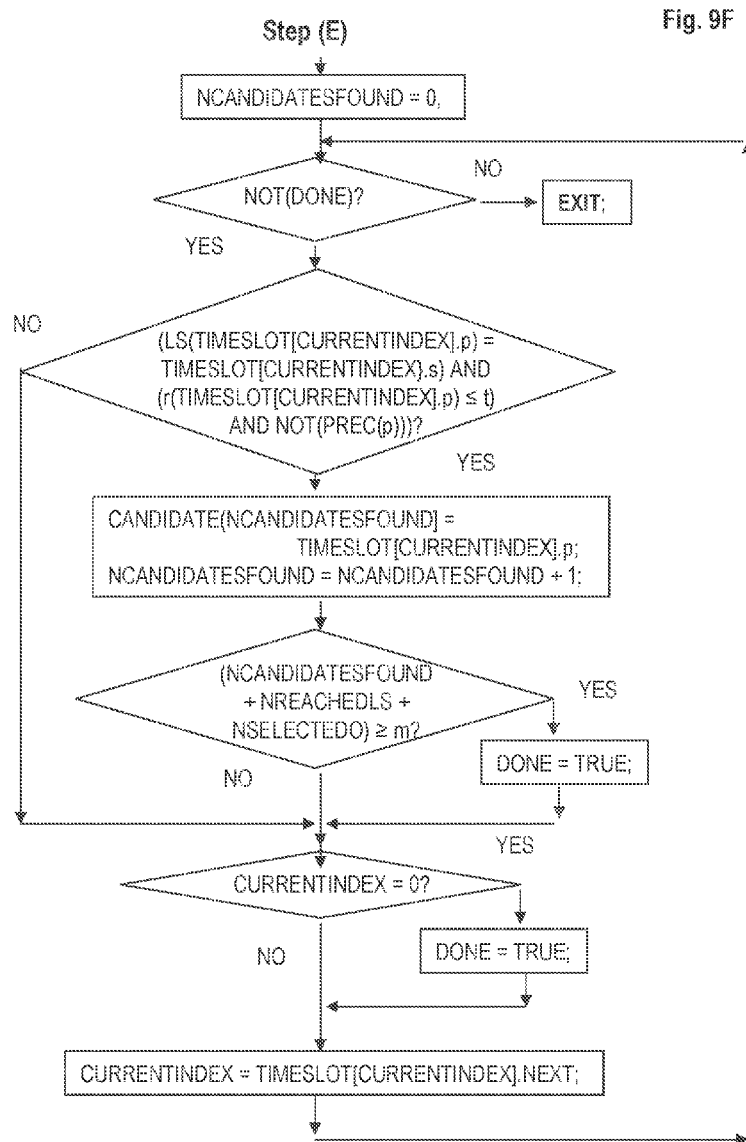 Fig. 9F
Step (E)
NCANDIDATESFOUND = 0,
NO
NOT(DONE)?
EXIT;
YES
NO
(LS(TIMESLOT[CURRENTINDEX].p) =
TIMESLOT[CURRENTINDEX}.s) AND
(r(TIMESLOT[CURRENTINDEX].p) ≤ t)
AND NOT(PREC(p)))?
YES
CANDIDATE(NCANDIDATESFOUND] =
TIMESLOT[CURRENTINDEX].p;
NCANDIDATESFOUND = NCANDIDATESFOUND + 1;
(NCANDIDATESFOUND
+ NREACHEDLS +
NSELECTEDO) ≥ m?
YES
DONE = TRUE;
NO
YES
CURRENTINDEX = 0?
DONE = TRUE;
NO
CURRENTINDEX = TIMESLOT[CURRENTINDEX].NEXT;